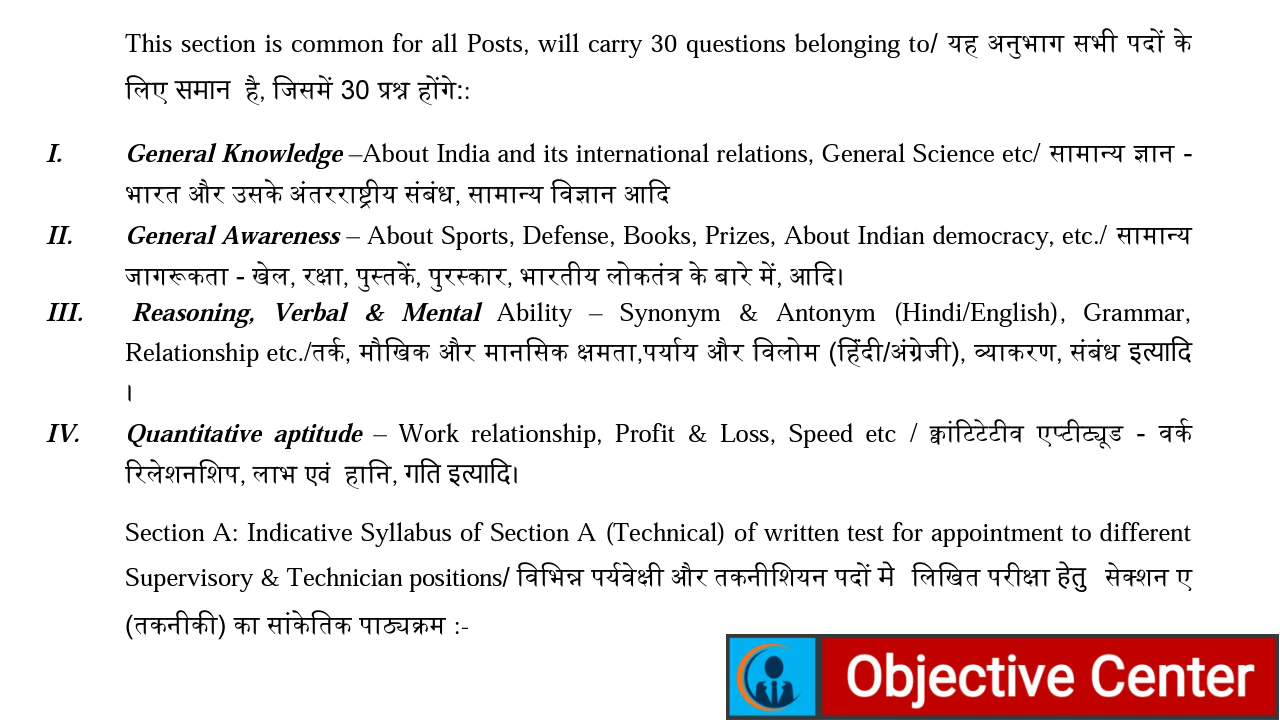 This section is common for all Posts, will carry 30 questions belonging to/ यह अनुभाग सभी पदों के
लिए समान है, जिसमें 30 प्रश्न होंगे::
I. General Knowledge –About India and its international relations, General Science etc/ सामान्य ज्ञान -
भारत और उसके अंतरराष्ट्रीय संबंध, सामान्य विज्ञान आदि
II. General Awareness – About Sports, Defense, Books, Prizes, About Indian democracy, etc./ सामान्य
जागरूकता - खेल, रक्षा, पुस्तकें, पुरस्कार, भारतीय लोकतंत्र के बारे में, आदि।
III. Reasoning, Verbal & Mental Ability – Synonym & Antonym (Hindi/English), Grammar,
Relationship etc./तर्क, मौखिक और मानसिक क्षमता,पर्याय और विलोम (हिंदी/अंग्रेजी), व्याकरण, संबंध इत्यादि
।
IV. Quantitative aptitude – Work relationship, Profit & Loss, Speed etc / क्वांटिटेटीव एप्टीट्यूड - वर्क
रिलेशनशिप, लाभ एवं हानि, गति इत्यादि।
Section A: Indicative Syllabus of Section A (Technical) of written test for appointment to different
Supervisory & Technician positions/ विभिन्न पर्यवेक्षी और तकनीशियन पदों मे लिखित परीक्षा हेतु सेक्शन ए
(तकनीकी) का सांकेतिक पाठ्यक्रम :-
Objective Center